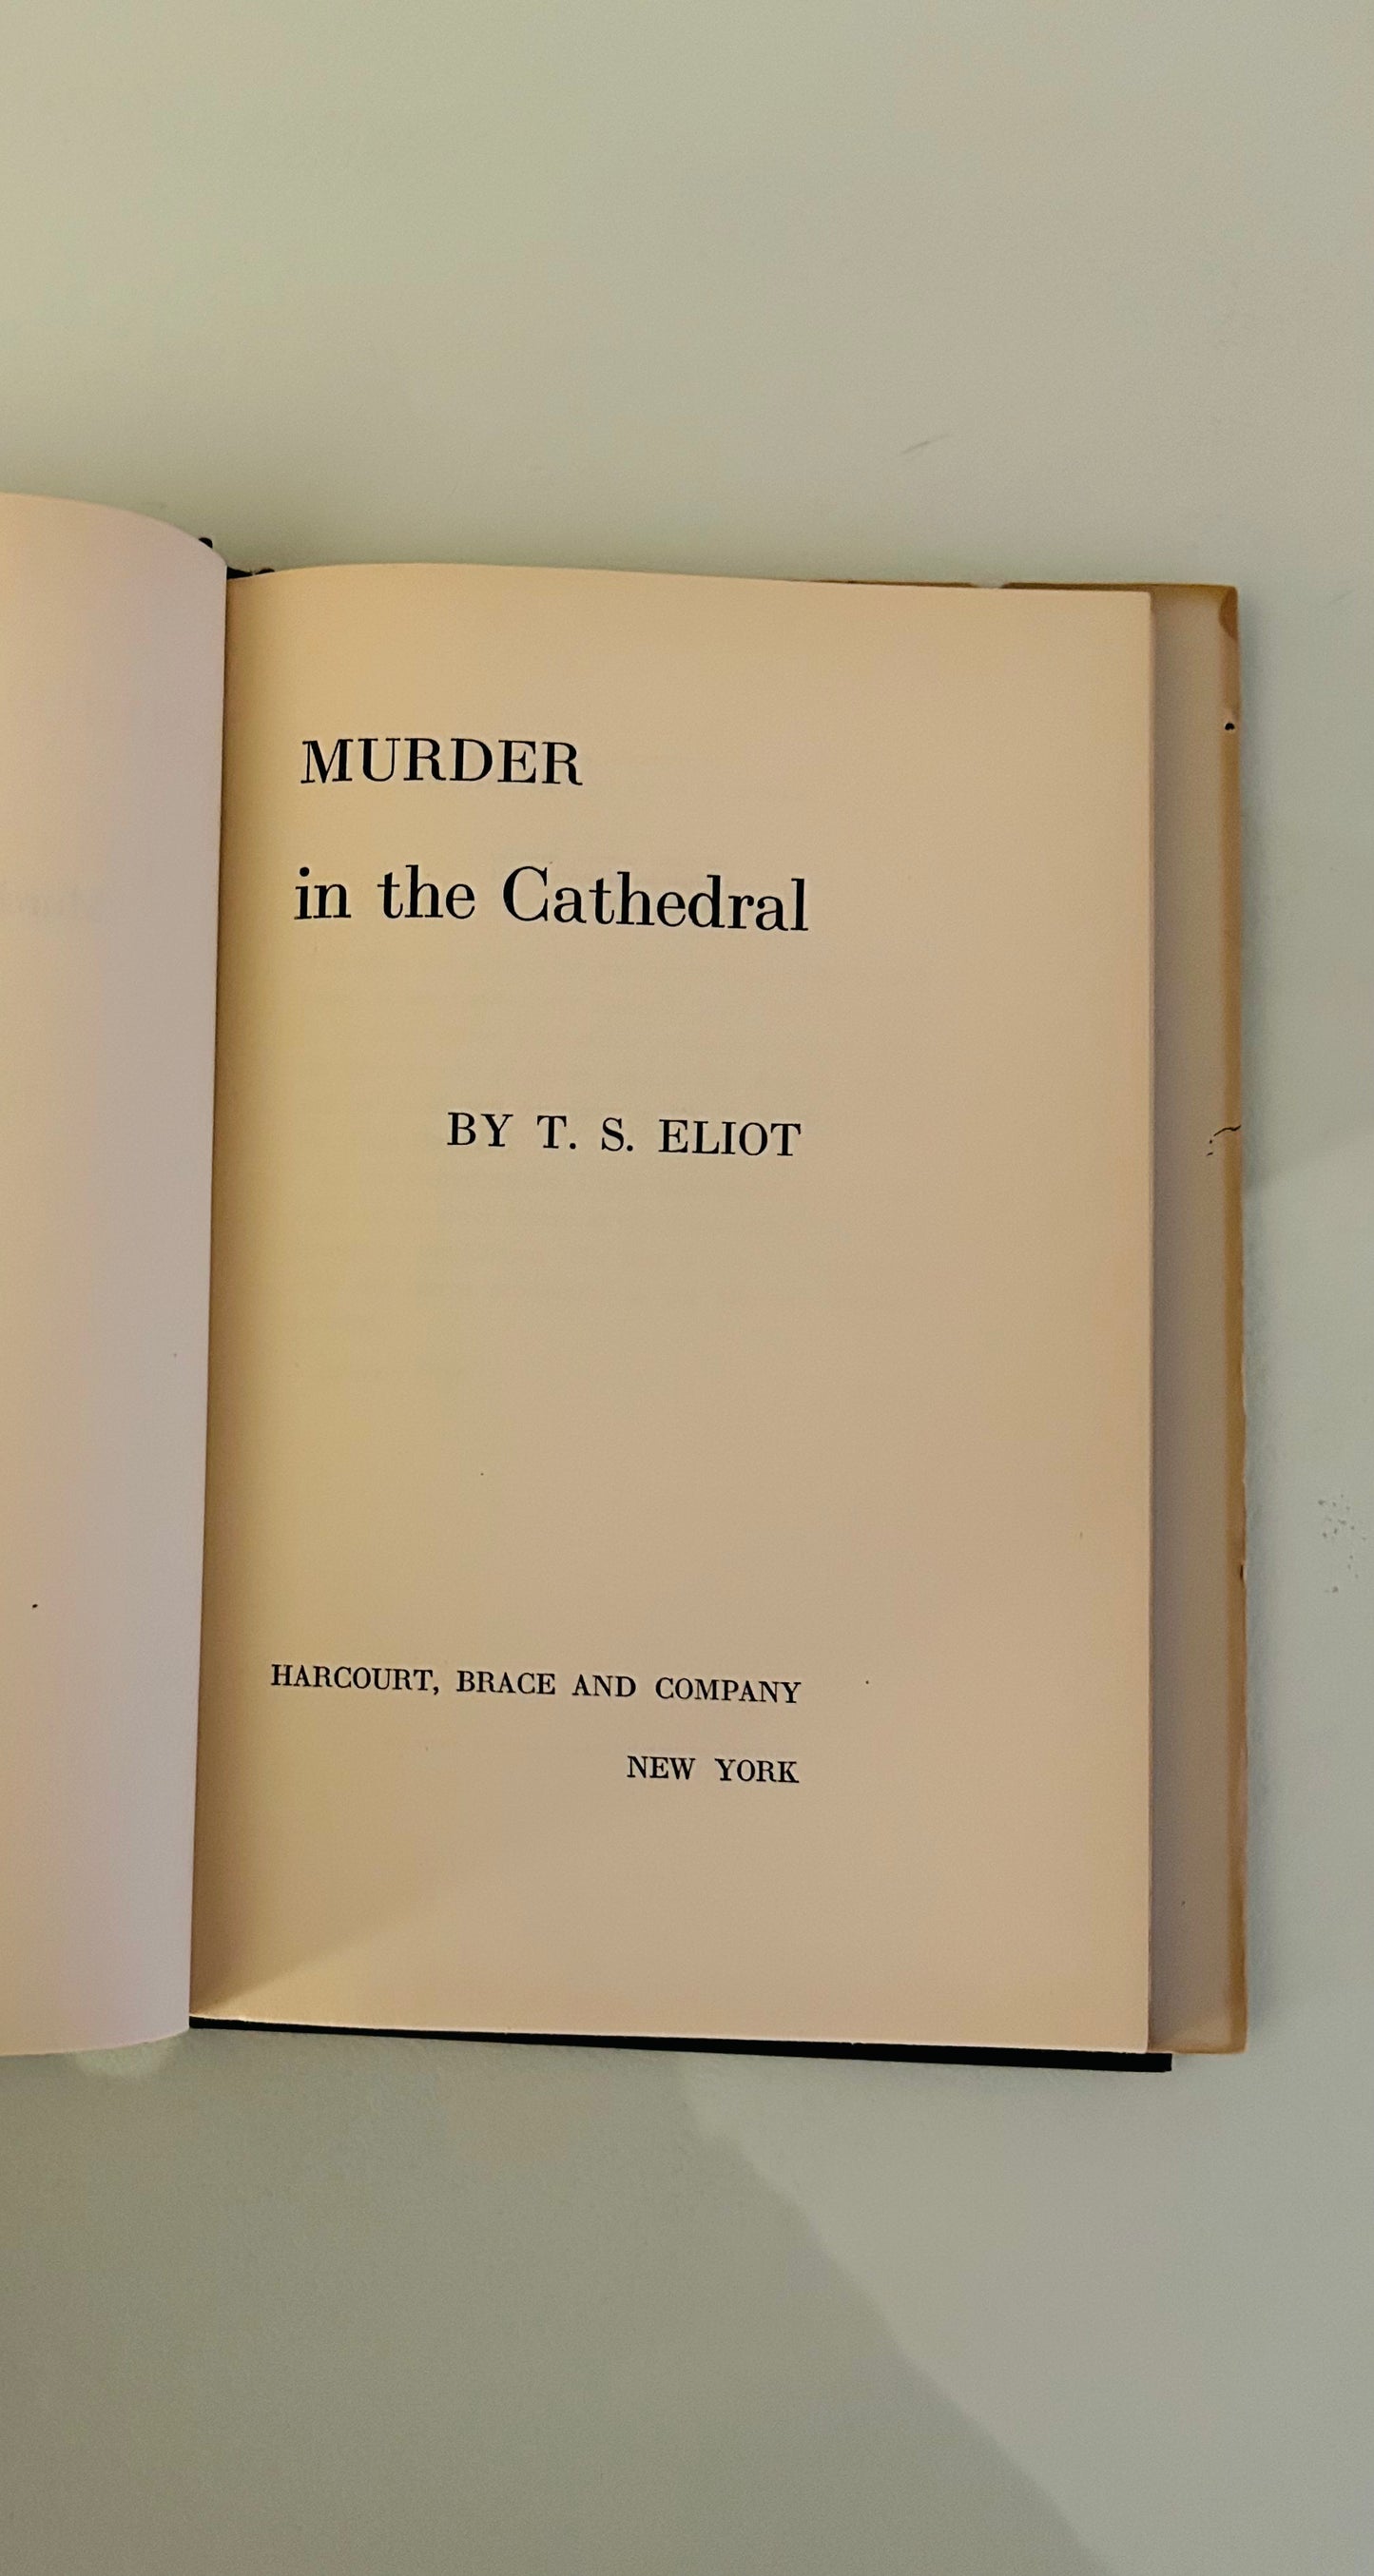 MURDER
in the Cathedral
BY T. S. ELIOT
HARCOURT, BRACE AND COMPANY
NEW YORK